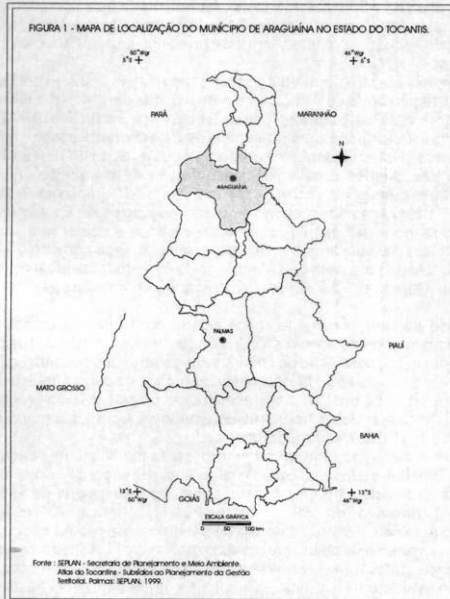 FIGURA 1 - MAPA DE LOCALIZAÇÃO DO MUNÍCIPIO DE ARAGUAÍNA NO ESTADO DO TOCANTIS.
50°Wgr
5°S
46°Wgr
5°S
PARÁ
MARANHÃO
N
ARAGUAÍNA
PALMAS
PIAUÍ
MATO GROSSO
BAHIA
13°S
50°Wgr
GOIÁS
13°S
46°Wgr
ESCALA GRÁFICA
0 50 100 km
Fonte : SEPLAN - Secretaria de Planejamento e Meio Ambiente.
Atlas do Tocantins - Subsídios ao Planejamento da Gestão
Territorial. Palmas: SEPLAN, 1999.